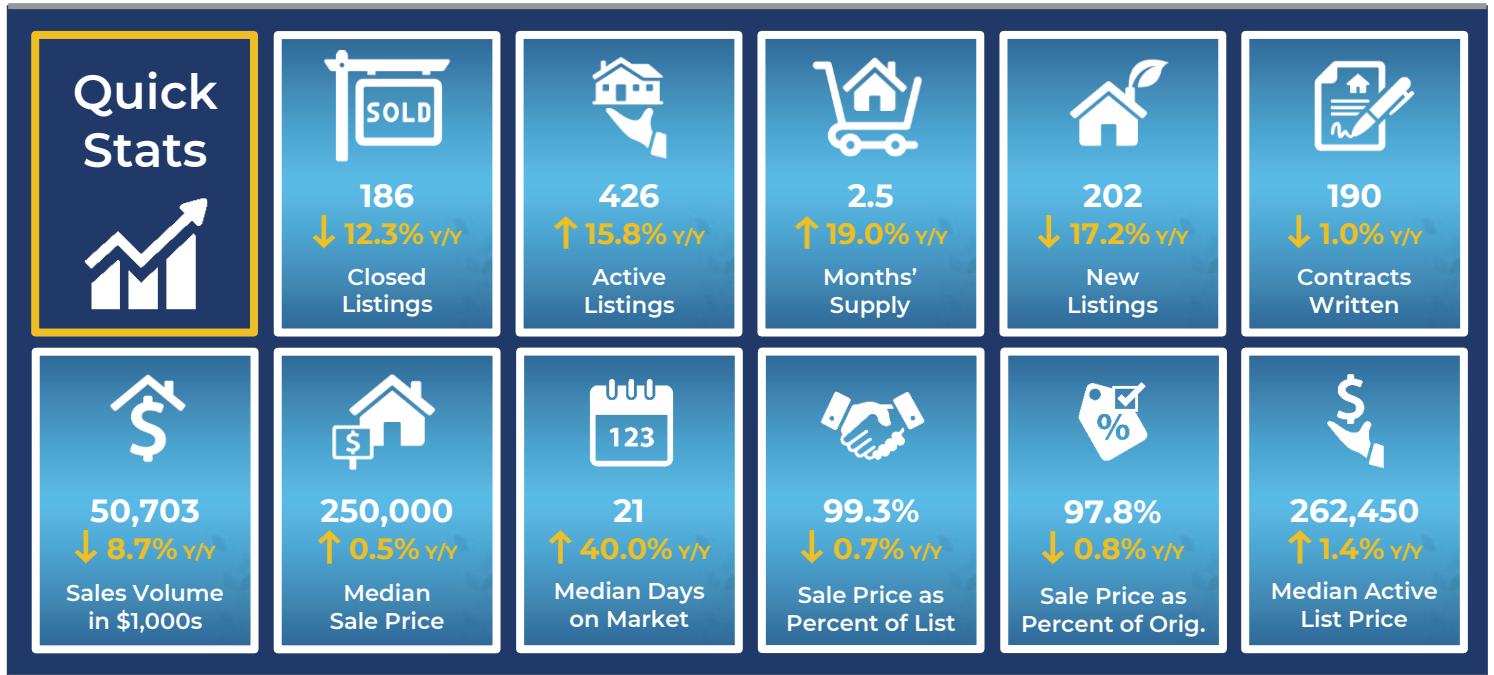 Quick
Stats
SOLD
186
↓ 12.3% Y/Y
Closed
Listings
426
↑ 15.8% Y/Y
Active
Listings
2.5
↑ 19.0% Y/Y
Months’
Supply
202
↓ 17.2% Y/Y
New
Listings
190
↓ 1.0% Y/Y
Contracts
Written
$
50,703
↓ 8.7% Y/Y
Sales Volume
in $1,000s
$
250,000
↑ 0.5% Y/Y
Median
Sale Price
123
21
↑ 40.0% Y/Y
Median Days
on Market
99.3%
↓ 0.7% Y/Y
Sale Price as
Percent of List
%
97.8%
↓ 0.8% Y/Y
Sale Price as
Percent of Orig.
$
262,450
↑ 1.4% Y/Y
Median Active
List Price